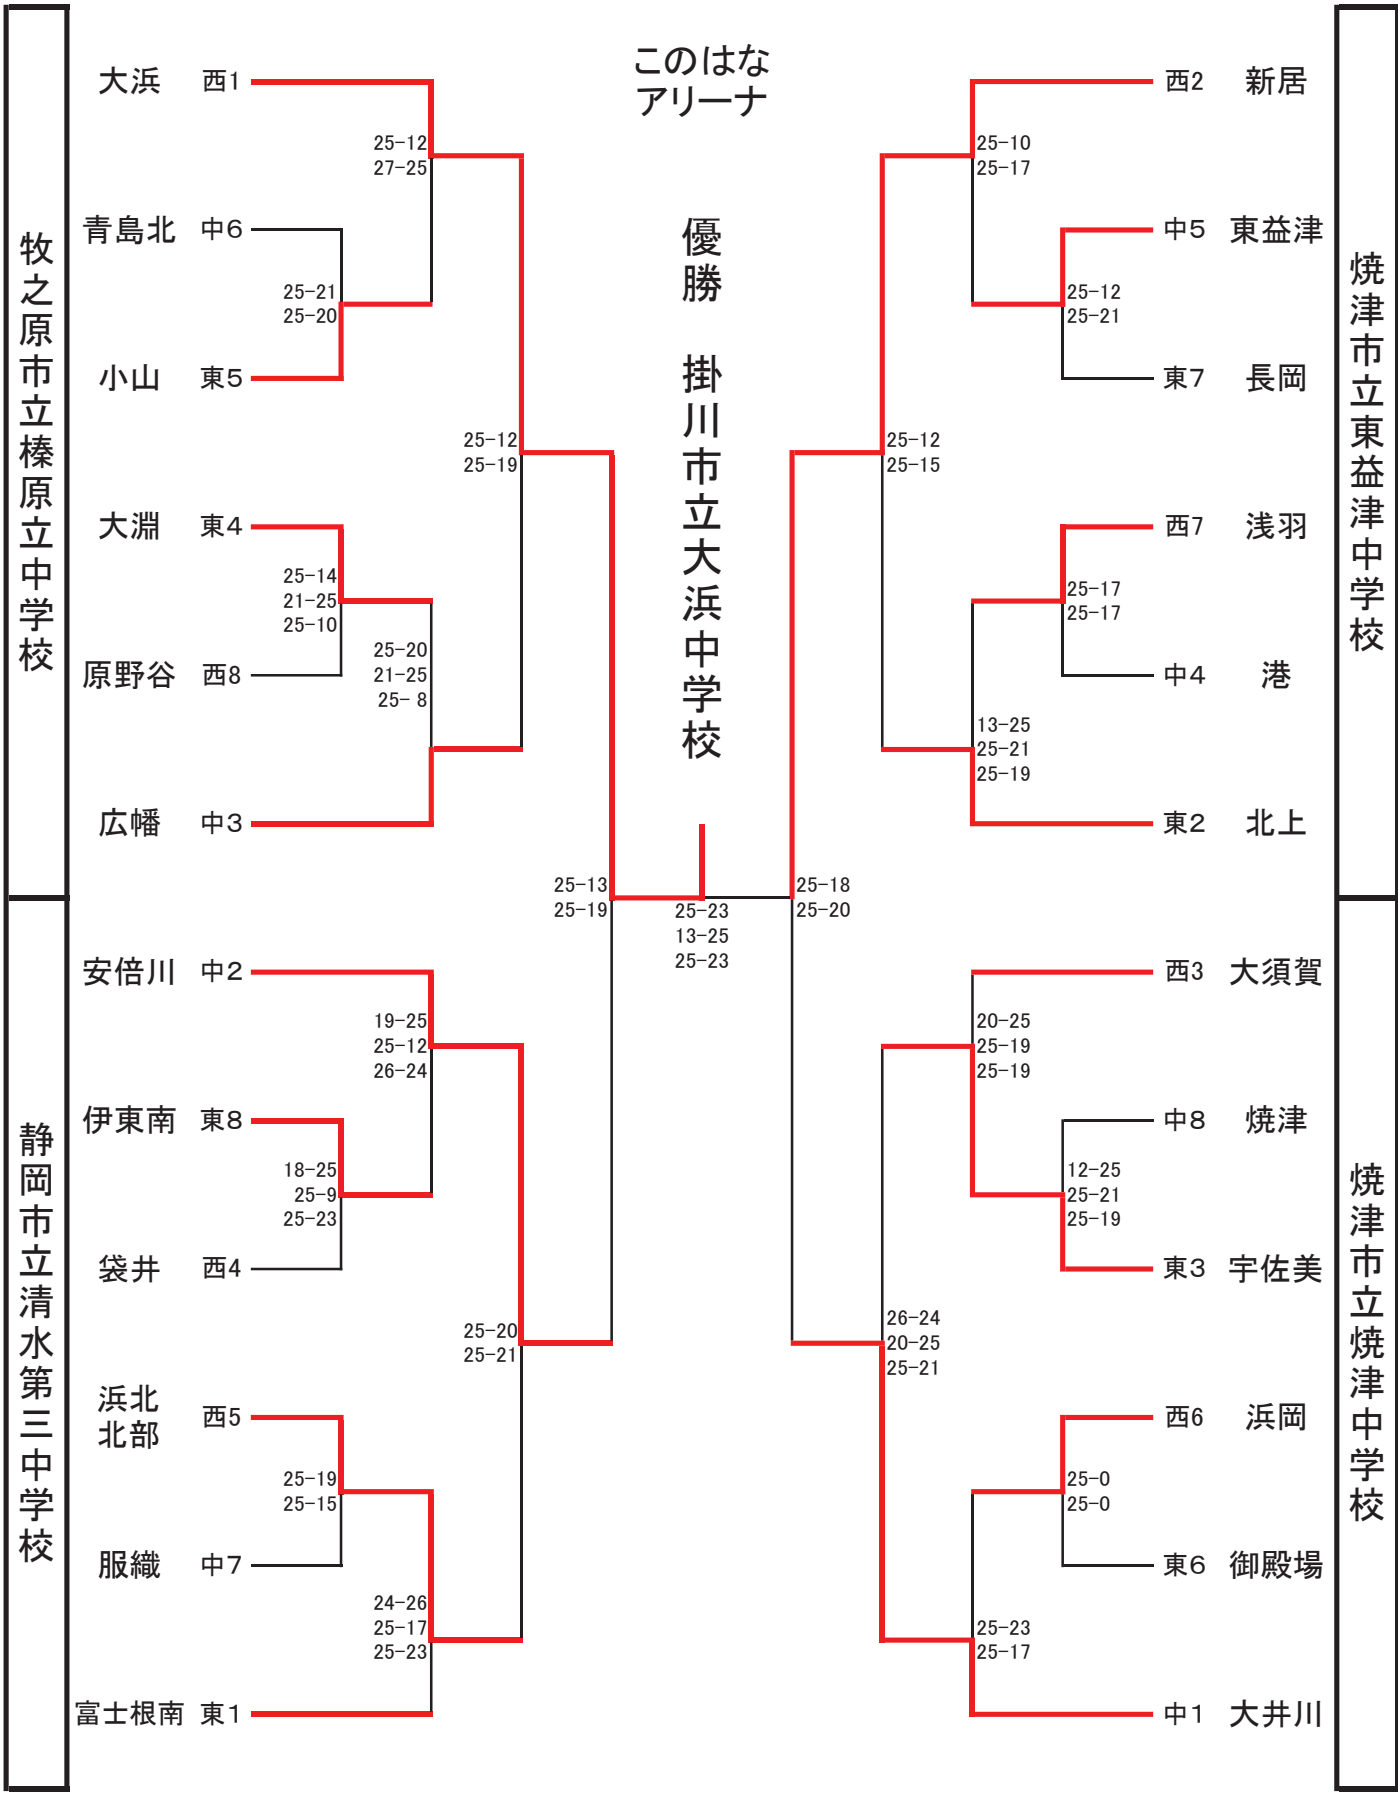 このはな
アリーナ
優勝　掛川市立大浜中学校
25-23
13-25
25-23
牧之原市立榛原立中学校
大浜 西1
25-12
27-25
青島北 中6
25-21
25-20
小山 東5
25-12
25-19
大淵 東4
25-14
21-25
25-10
原野谷 西8
25-20
21-25
25- 8
広幡 中3
25-13
25-19
静岡市立清水第三中学校
安倍川 中2
19-25
25-12
26-24
伊東南 東8
18-25
25-9
25-23
袋井 西4
25-20
25-21
浜北
北部 西5
25-19
25-15
服織 中7
24-26
25-17
25-23
富士根南 東1
焼津市立東益津中学校
西2 新居
25-10
25-17
中5 東益津
25-12
25-21
東7 長岡
25-12
25-15
西7 浅羽
25-17
25-17
中4 港
13-25
25-21
25-19
東2 北上
25-18
25-20
焼津市立焼津中学校
西3 大須賀
20-25
25-19
25-19
中8 焼津
12-25
25-21
25-19
東3 宇佐美
26-24
20-25
25-21
西6 浜岡
25-0
25-0
東6 御殿場
25-23
25-17
中1 大井川